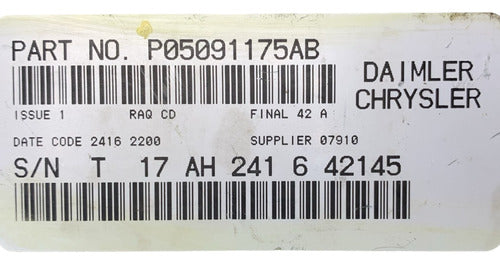 PART NO. P05091175AB
DAIMLER
CHRYSLER
ISSUE 1 RAQ CD FINAL 42 A
DATE CODE 2416 2200 SUPPLIER 07910
S/N T 17 AH 241 6 42145